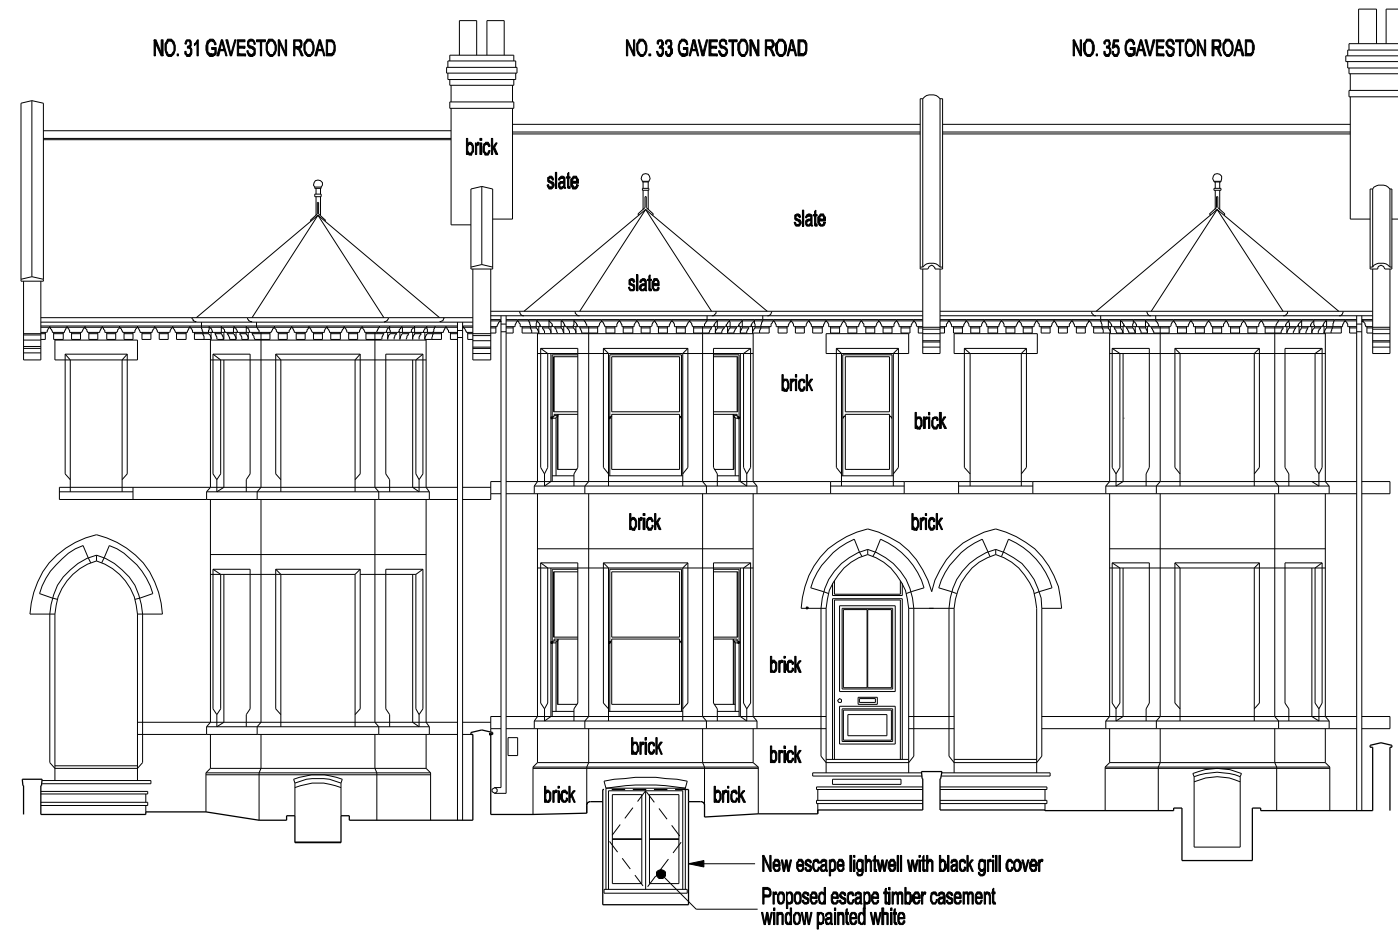 NO. 31 GAVESTON ROAD
NO. 33 GAVESTON ROAD
NO. 35 GAVESTON ROAD
brick
slate
slate
slate
brick
brick
brick
brick
brick
brick
brick
brick
brick
New escape lightwell with black grill cover
Proposed escape timber casement
window painted white